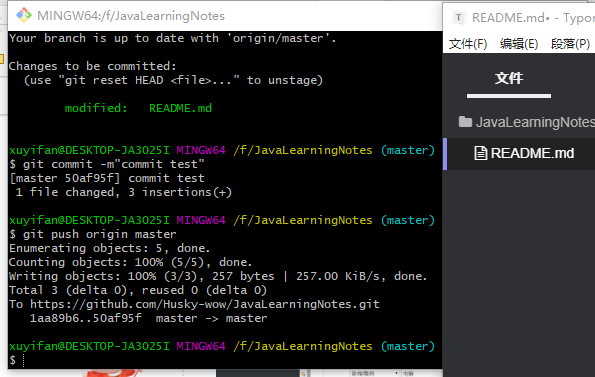 MINGW64:/f/JavaLearningNotes
Your branch is up to date with 'origin/master'.
Changes to be committed:
(use "git reset HEAD <file>..." to unstage)
modified: README.md
xuyifan@DESKTOP-JA3O25I MINGW64 /f/JavaLearningNotes (master)
$ git commit -m"commit test"
[master 50af95f] commit test
1 file changed, 3 insertions(+)
xuyifan@DESKTOP-JA3O25I MINGW64 /f/JavaLearningNotes (master)
$ git push origin master
Enumerating objects: 5, done.
Counting objects: 100% (5/5), done.
Writing objects: 100% (3/3), 257 bytes | 257.00 KiB/s, done.
Total 3 (delta 0), reused 0 (delta 0)
To https://github.com/Husky-wow/JavaLearningNotes.git
1aa89b6..50af95f master -> master
xuyifan@DESKTOP-JA3O25I MINGW64 /f/JavaLearningNotes (master)
$
T README.md• - Typor
文件(F) 编辑(E) 段落(P)
文件
JavaLearningNotes
README.md